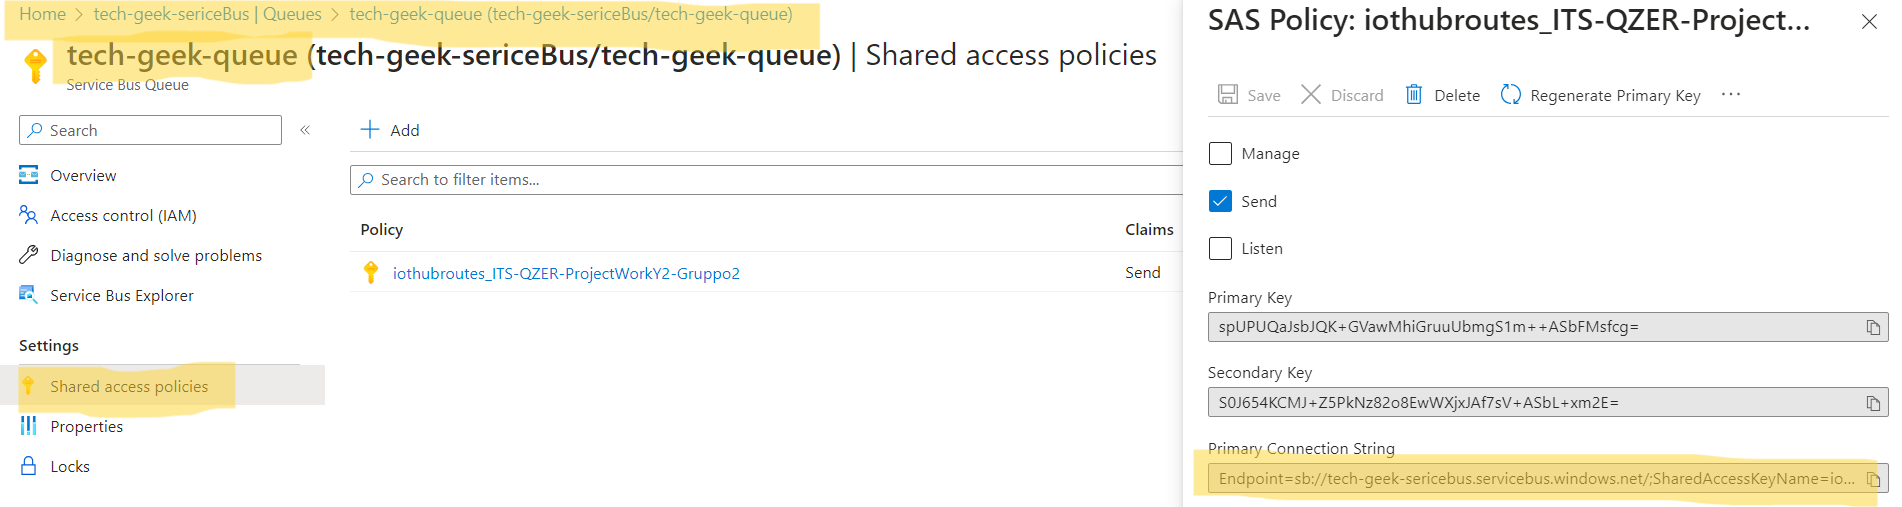 Home > tech-geek-sericeBus | Queues > tech-geek-queue (tech-geek-sericeBus/tech-geek-queue)
tech-geek-queue (tech-geek-sericeBus/tech-geek-queue) | Shared access policies
Service Bus Queue
Search
«
Overview
Access control (IAM)
Diagnose and solve problems
Service Bus Explorer
Settings
Shared access policies
Properties
Locks
+ Add
Search to filter items...
Policy Claims
iothubroutes_ITS-QZER-ProjectWorkY2-Gruppo2 Send
SAS Policy: iothubroutes_ITS-QZER-Project...
Save Discard Delete Regenerate Primary Key ...
Manage
Send
Listen
Primary Key
spUPUQaJsbJQK+GVawMhiGruuUbmgS1m++ASbFMsfcg=
Secondary Key
S0J654KCMJ+Z5PkNz82o8EwWXjxJAf7sV+ASbL+xm2E=
Primary Connection String
Endpoint=sb://tech-geek-sericebus.servicebus.windows.net/;SharedAccessKeyName=io...